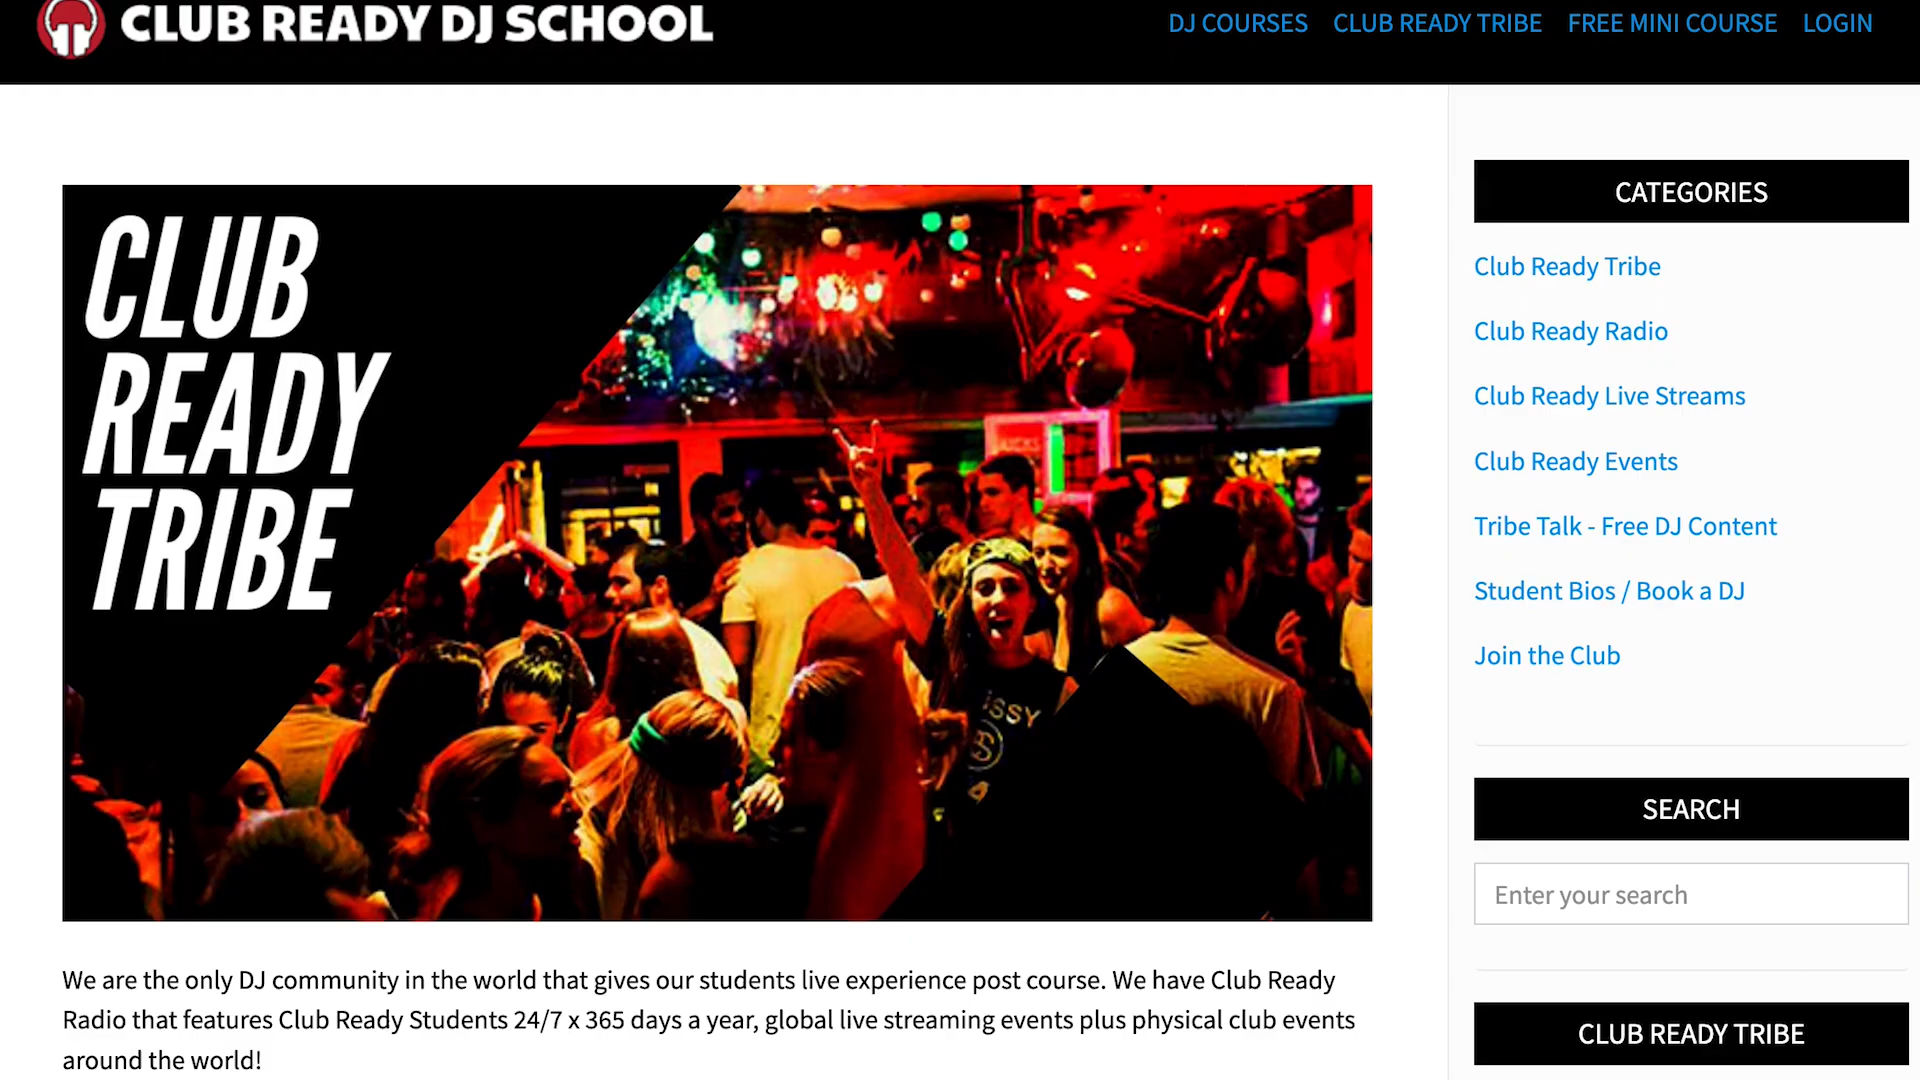 CLUB READY DJ SCHOOL
DJ COURSES CLUB READY TRIBE FREE MINI COURSE LOGIN
CLUB
READY
TRIBE
SSY
We are the only DJ community in the world that gives our students live experience post course. We have Club Ready
Radio that features Club Ready Students 24/7 x 365 days a year, global live streaming events plus physical club events
around the world!
CATEGORIES
Club Ready Tribe
Club Ready Radio
Club Ready Live Streams
Club Ready Events
Tribe Talk - Free DJ Content
Student Bios / Book a DJ
Join the Club
SEARCH
Enter your search
CLUB READY TRIBE